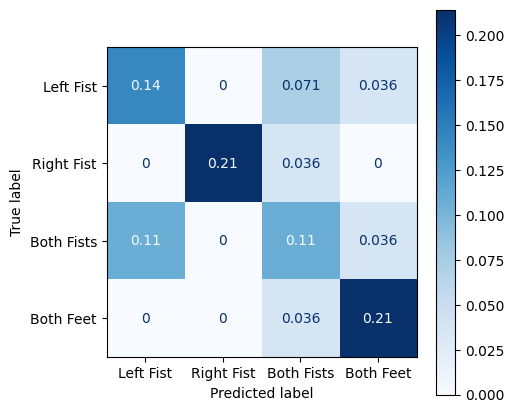 Left Fist 0.14 0 0.071 0.036
Right Fist 0 0.21 0.036 0
Both Fists 0.11 0 0.11 0.036
Both Feet 0 0 0.036 0.21
Left Fist Right Fist Both Fists Both Feet
Predicted label
True label
0.200
0.175
0.150
0.125
0.100
0.075
0.050
0.025
0.000